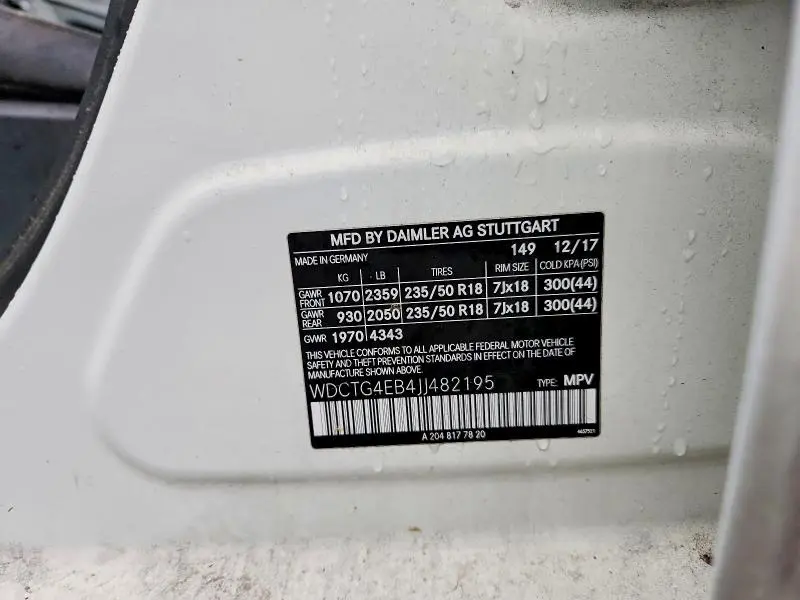 MFD BY DAIMLER AG STUTTGART
MADE IN GERMANY 149 12/17
KG LB TIRES RIM SIZE COLD KPA(PSI)
GAWR FRONT 1070 2359 235/50 R18 7Jx18 300(44)
GAWR REAR 930 2050 235/50 R18 7Jx18 300(44)
GVWR 1970 4343
THIS VEHICLE CONFORMS TO ALL APPLICABLE FEDERAL MOTOR VEHICLE
SAFETY AND THEFT PREVENTION STANDARDS IN EFFECT ON THE DATE OF
MANUFACTURE SHOWN ABOVE.
WDCTG4EB4JJ482195 TYPE: MPV
A 204 817 78 20